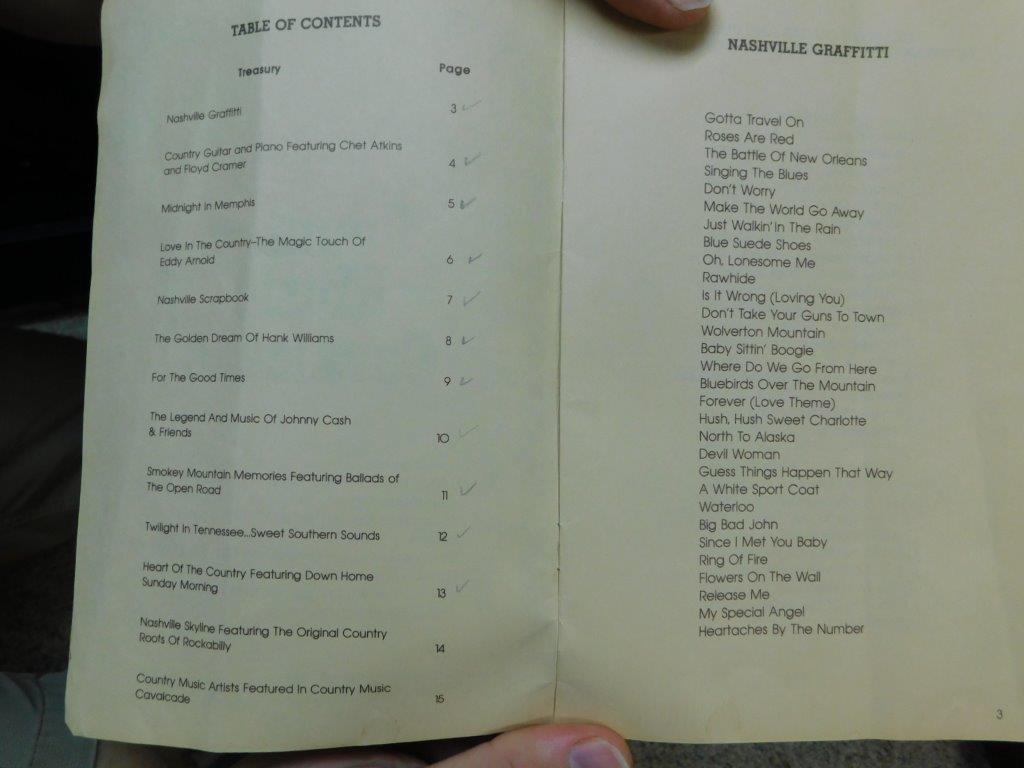 TABLE OF CONTENTS
Treasury Page
Nashville Graffitti 3
Country Guitar and Piano Featuring Chet Atkins
and Floyd Cramer 4
Midnight in Memphis 5
Love In The Country–The Magic Touch Of
Eddy Arnold 6
Nashville Scrapbook 7
The Golden Dream Of Hank Williams 8
For The Good Times 9
The Legend And Music Of Johnny Cash
& Friends 10
Smokey Mountain Memories Featuring Ballads of
The Open Road 11
Twilight In Tennessee...Sweet Southern Sounds 12
Heart Of The Country Featuring Down Home
Sunday Morning 13
Nashville Skyline Featuring The Original Country
Roots Of Rockabilly 14
Country Music Artists Featured In Country Music
Cavalcade 15
NASHVILLE GRAFFITTI
Gotta Travel On
Roses Are Red
The Battle Of New Orleans
Singing The Blues
Don't Worry
Make The World Go Away
Just Walkin' In The Rain
Blue Suede Shoes
Oh, Lonesome Me
Rawhide
Is It Wrong (Loving You)
Don't Take Your Guns To Town
Wolverton Mountain
Baby Sittin' Boogie
Where Do We Go From Here
Bluebirds Over The Mountain
Forever (Love Theme)
Hush, Hush Sweet Charlotte
North To Alaska
Devil Woman
Guess Things Happen That Way
A White Sport Coat
Waterloo
Big Bad John
Since I Met You Baby
Ring Of Fire
Flowers On The Wall
Release Me
My Special Angel
Heartaches By The Number
3